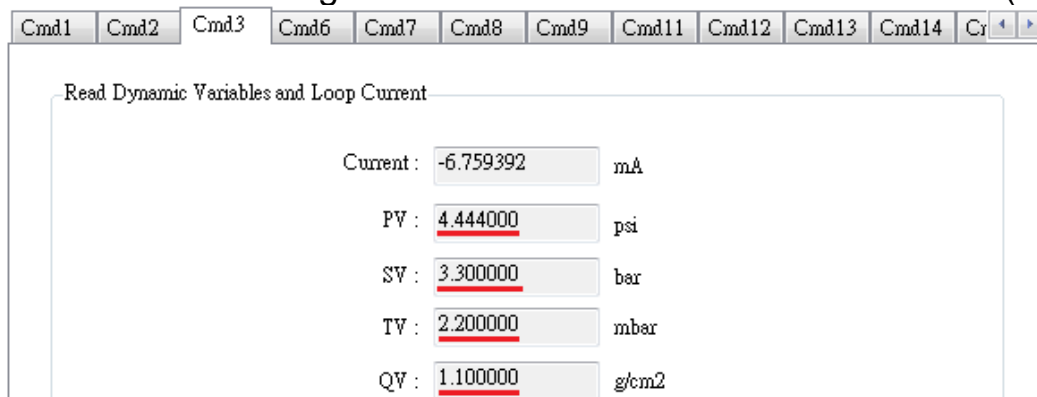 Cmd1 Cmd2 Cmd3 Cmd6 Cmd7 Cmd8 Cmd9 Cmd11 Cmd12 Cmd13 Cmd14
Read Dynamic Variables and Loop Current
Current : -6.759392 mA
PV : 4.444000 psi
SV : 3.300000 bar
TV : 2.200000 mbar
QV : 1.100000 g/cm2